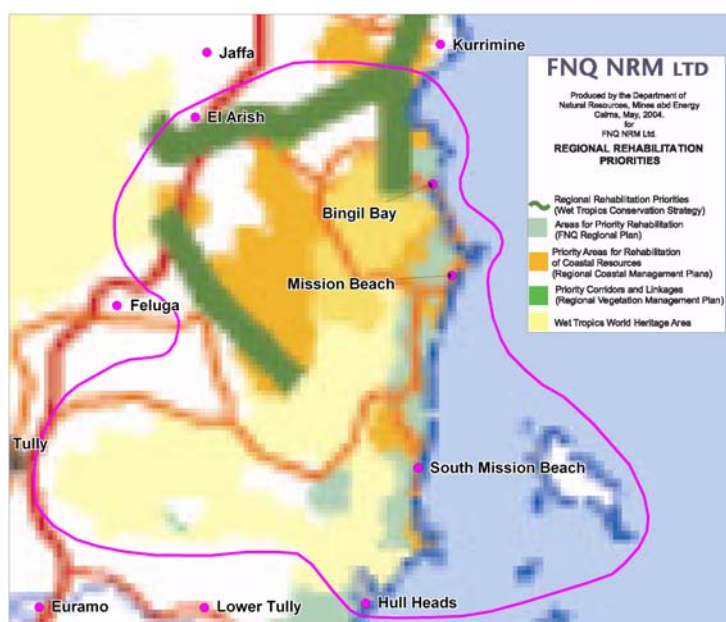 Jaffa
Kurrimine
El Arish
Bingil Bay
Mission Beach
Feluga
Tully
South Mission Beach
Euramo
Lower Tully
Hull Heads
FNQ NRM LTD
Produced by the Department of
Natural Resources, Mines abd Energy
Cairns, May, 2004.
for
FNQ NRM Ltd.
REGIONAL REHABILITATION
PRIORITIES
Regional Rehabilitation Priorities
(Wet Tropics Conservation Strategy)
Areas for Priority Rehabilitation
(FNQ Regional Plan)
Priority Areas for Rehabilitation
of Coastal Resources
(Regional Coastal Management Plans)
Priority Corridors and Linkages
(Regional Vegetation Management Plan)
Wet Tropics World Heritage Area